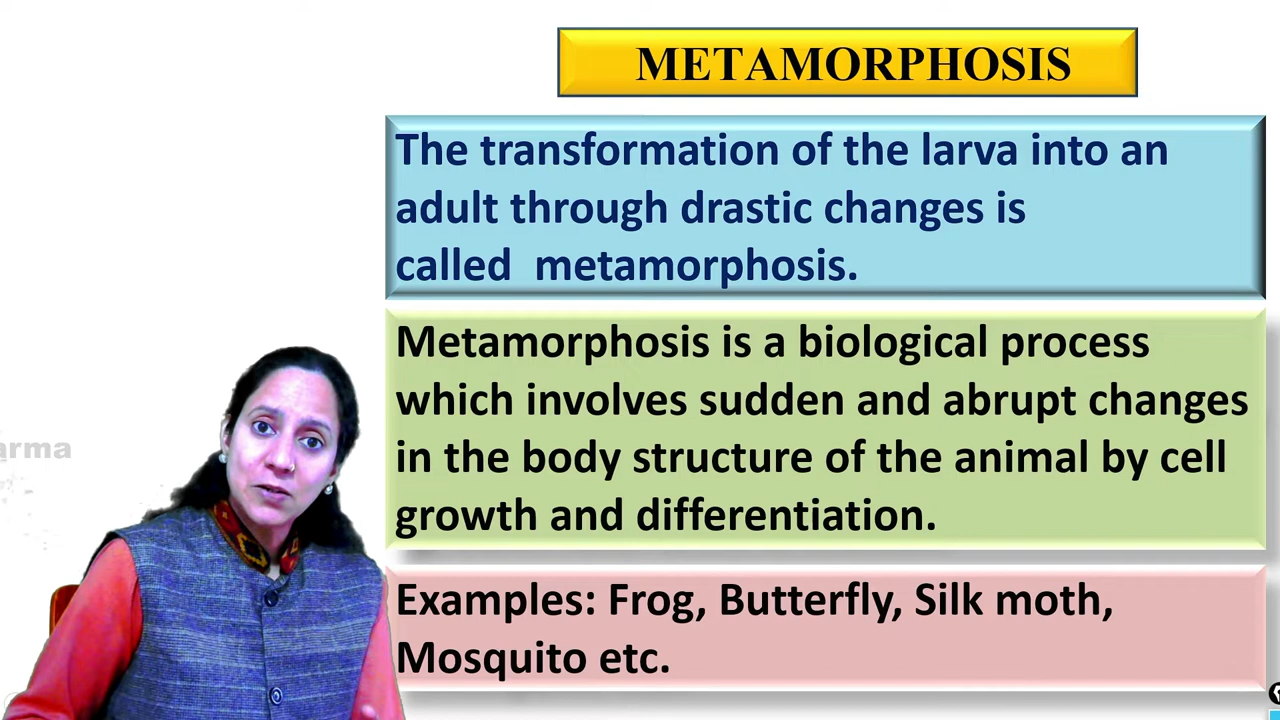 METAMORPHOSIS
The transformation of the larva into an
adult through drastic changes is
called metamorphosis.
Metamorphosis is a biological process
which involves sudden and abrupt changes
in the body structure of the animal by cell
growth and differentiation.
arma
Examples: Frog, Butterfly, Silk moth,
Mosquito etc.